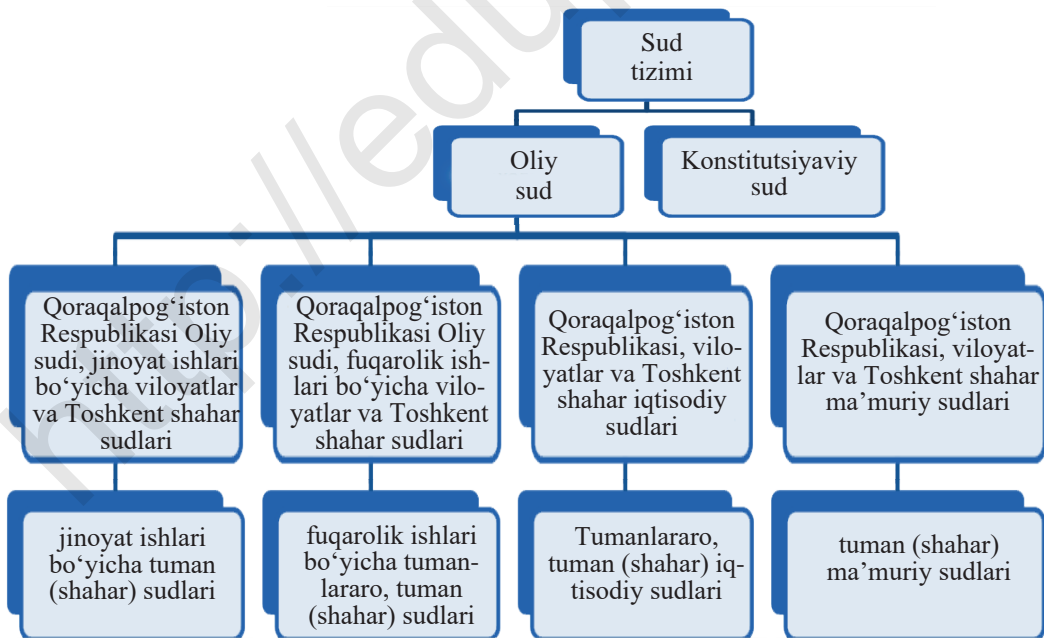 Sud
tizimi
Oliy
sud
Konstitutsiyaviy
sud
Qoraqalpog‘iston
Respublikasi Oliy
sudi, jinoyat ishlari
bo‘yicha viloyatlar
va Toshkent shahar
sudlari
Qoraqalpog‘iston
Respublikasi Oliy
sudi, fuqarolik ish-
lari bo‘yicha vilo-
yatlar va Toshkent
shahar sudlari
Qoraqalpog‘iston
Respublikasi, vilo-
yatlar va Toshkent
shahar iqtisodiy
sudlari
Qoraqalpog‘iston
Respublikasi, viloyat-
lar va Toshkent shahar
ma’muriy sudlari
jinoyat ishlari
bo‘yicha tuman
(shahar) sudlari
fuqarolik ishlari
bo‘yicha tuman-
lararo, tuman
(shahar) sudlari
Tumanlararo,
tuman (shahar) iq-
tisodiy sudlari
tuman (shahar)
ma’muriy sudlari
http://edu